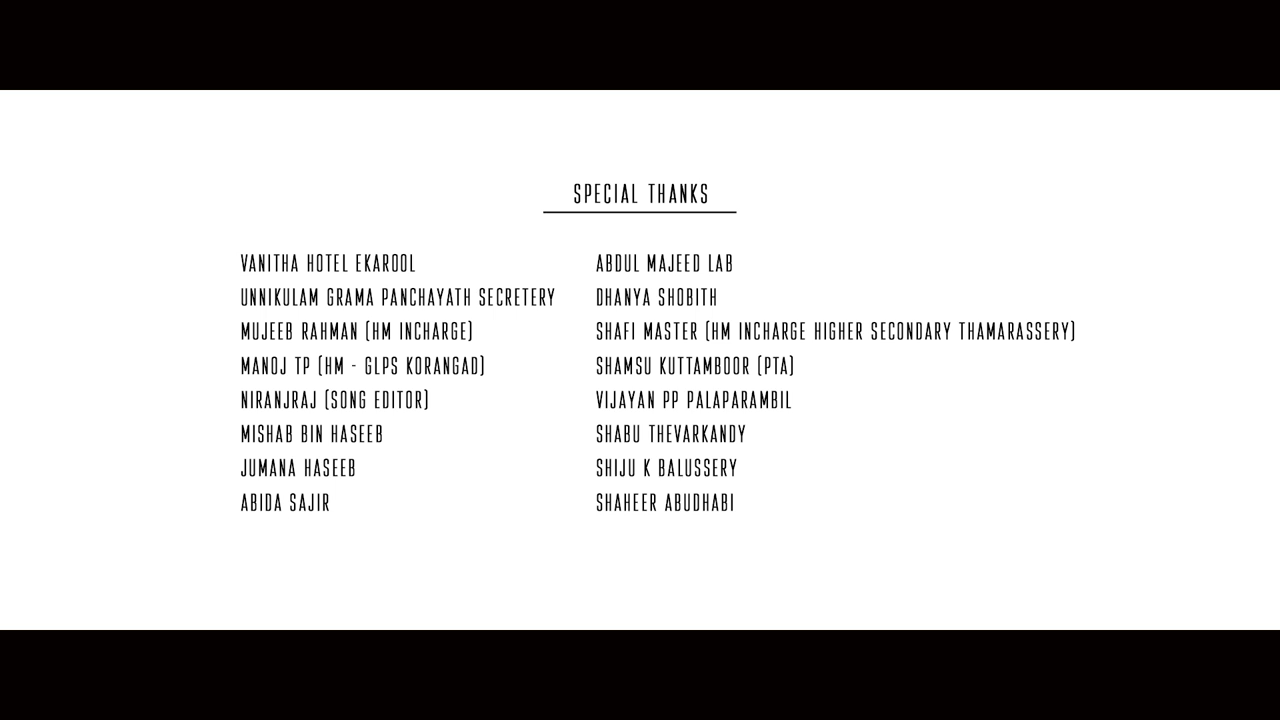 SPECIAL THANKS
VANITHA HOTEL EKAROOL
UNNIKULAM GRAMA PANCHAYATH SECRETERY
MUJEEB RAHMAN (HM INCHARGE)
MANOJ TP (HM - GLPS KORANGAD)
NIRANJRAJ (SONG EDITOR)
MISHAB BIN HASEEB
JUMANA HASEEB
ABIDA SAJIR
ABDUL MAJEED LAB
DHANYA SHOBITH
SHAFI MASTER (HM INCHARGE HIGHER SECONDARY THAMARASSERY)
SHAMSU KUTTAMBOOR (PTA)
VIJAYAN PP PALAPARAMBIL
SHABU THEVARKANDY
SHIJU K BALUSSERY
SHAHEER ABUDHABI